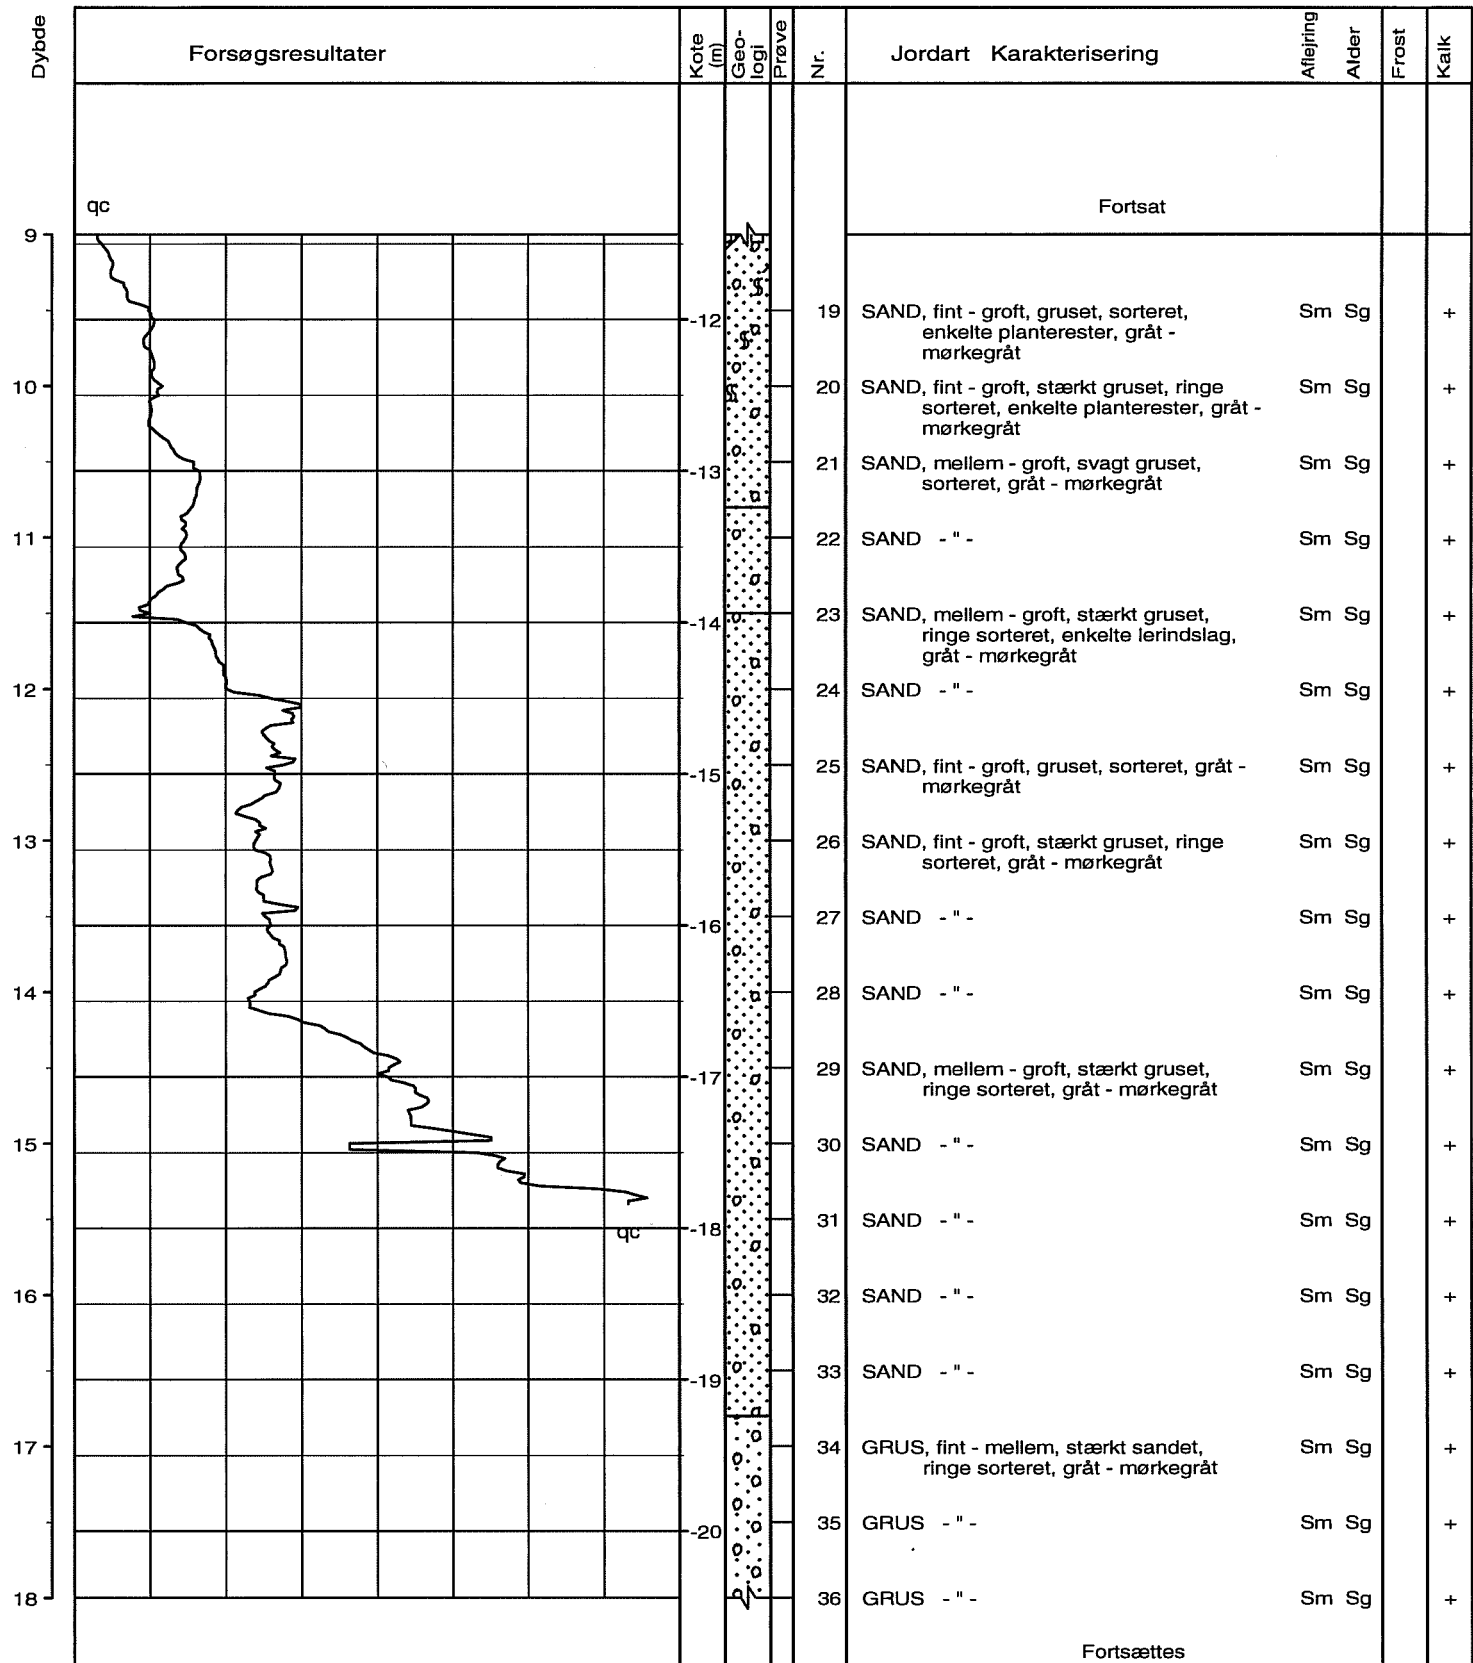 Dybde Forsøgsresultater Kote (m) Geo-logi Prøve Nr. Jordart Karakterisering Aflejring Alder Frost Kalk
qc Fortsat
9
-12 19 SAND, fint - groft, gruset, sorteret, Sm Sg +
enkelte planterester, gråt -
mørkegråt
10 20 SAND, fint - groft, stærkt gruset, ringe Sm Sg +
sorteret, enkelte planterester, gråt -
mørkegråt
-13 21 SAND, mellem - groft, svagt gruset, Sm Sg +
sorteret, gråt - mørkegråt
11 22 SAND - " - Sm Sg +
-14 23 SAND, mellem - groft, stærkt gruset, Sm Sg +
ringe sorteret, enkelte lerindslag,
gråt - mørkegråt
12 24 SAND - " - Sm Sg +
-15 25 SAND, fint - groft, gruset, sorteret, gråt - Sm Sg +
mørkegråt
13 26 SAND, fint - groft, stærkt gruset, ringe Sm Sg +
sorteret, gråt - mørkegråt
-16 27 SAND - " - Sm Sg +
14 28 SAND - " - Sm Sg +
-17 29 SAND, mellem - groft, stærkt gruset, Sm Sg +
ringe sorteret, gråt - mørkegråt
15 30 SAND - " - Sm Sg +
-18 31 SAND - " - Sm Sg +
qc
16 32 SAND - " - Sm Sg +
-19 33 SAND - " - Sm Sg +
17 34 GRUS, fint - mellem, stærkt sandet, Sm Sg +
ringe sorteret, gråt - mørkegråt
-20 35 GRUS - " - Sm Sg +
18 36 GRUS - " - Sm Sg +
Fortsættes